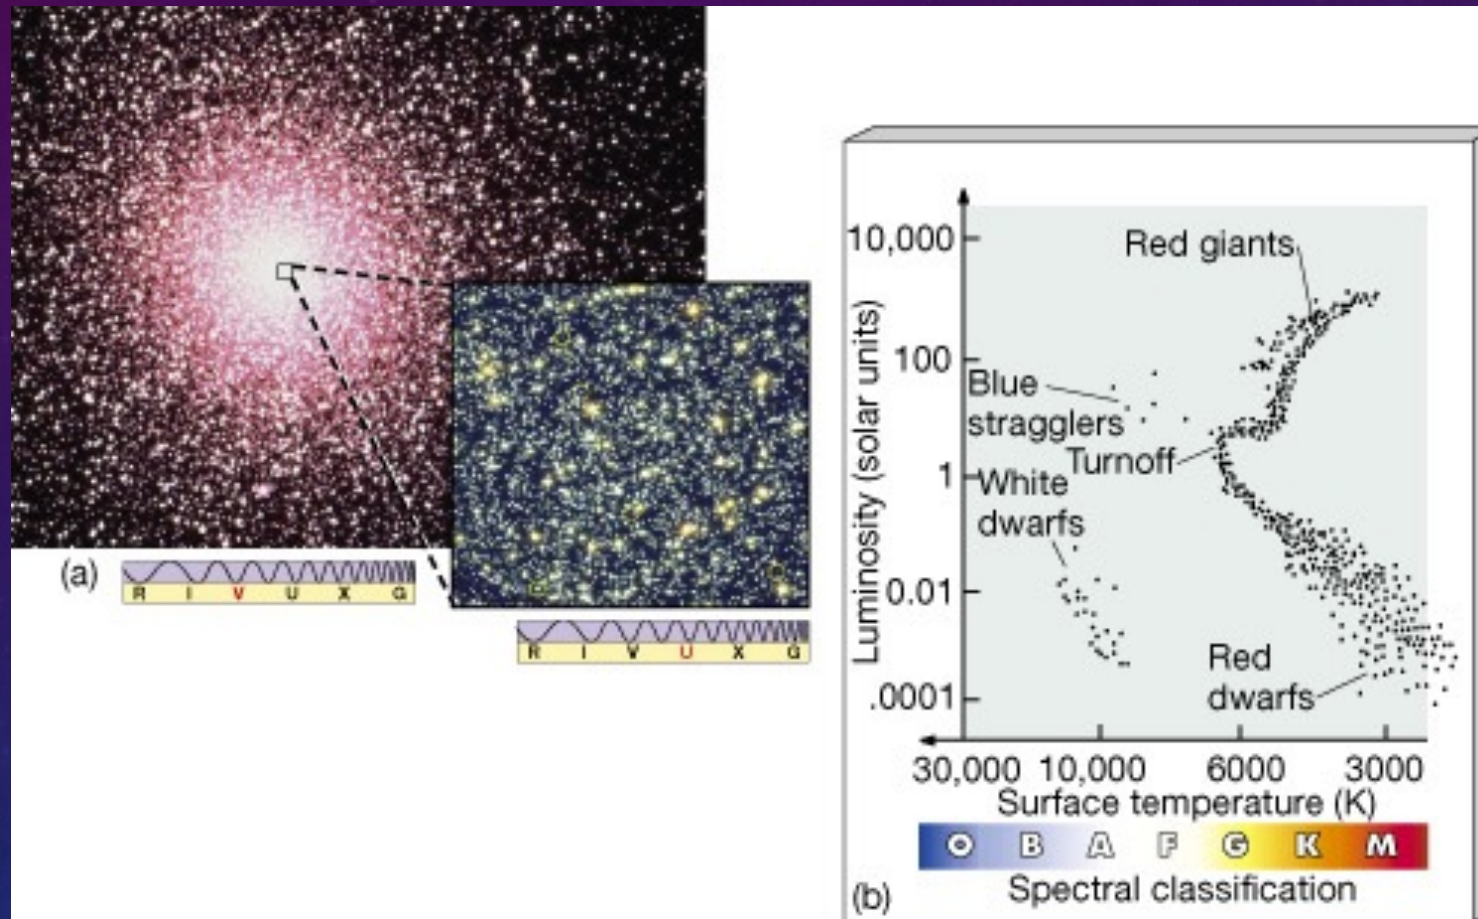 (a)
R I V U X G
R I V U X G
Luminosity (solar units)
10,000
100
1
0.01
.0001
Red giants
Blue
stragglers
Turnoff
White
dwarfs
Red
dwarfs
30,000 10,000 6000 3000
Surface temperature (K)
O B A F G K M
Spectral classification
(b)